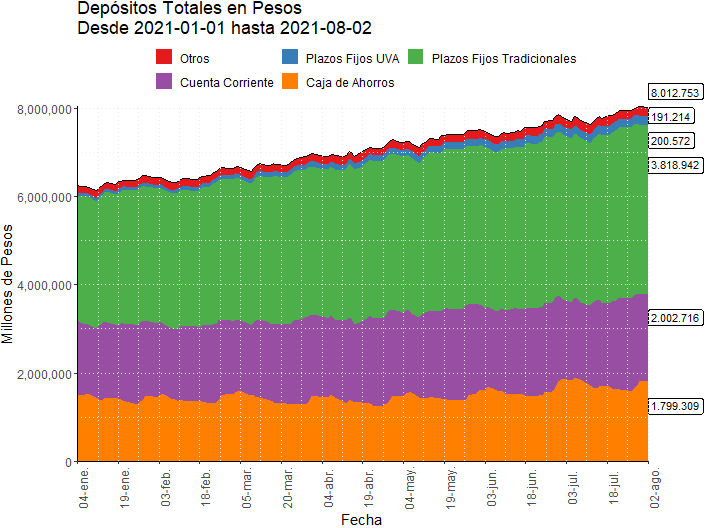 Depósitos Totales en Pesos
Desde 2021-01-01 hasta 2021-08-02
Otros
Plazos Fijos UVA
Plazos Fijos Tradicionales
Cuenta Corriente
Caja de Ahorros
8.012.753
191.214
200.572
3.818.942
2.002.716
1.799.309
8,000,000
6,000,000
4,000,000
2,000,000
0
Millones de Pesos
04-ene.
19-ene.
03-feb.
18-feb.
05-mar.
20-mar.
04-abr.
19-abr.
04-may.
19-may.
03-jun.
18-jun.
03-jul.
18-jul.
02-ago.
Fecha